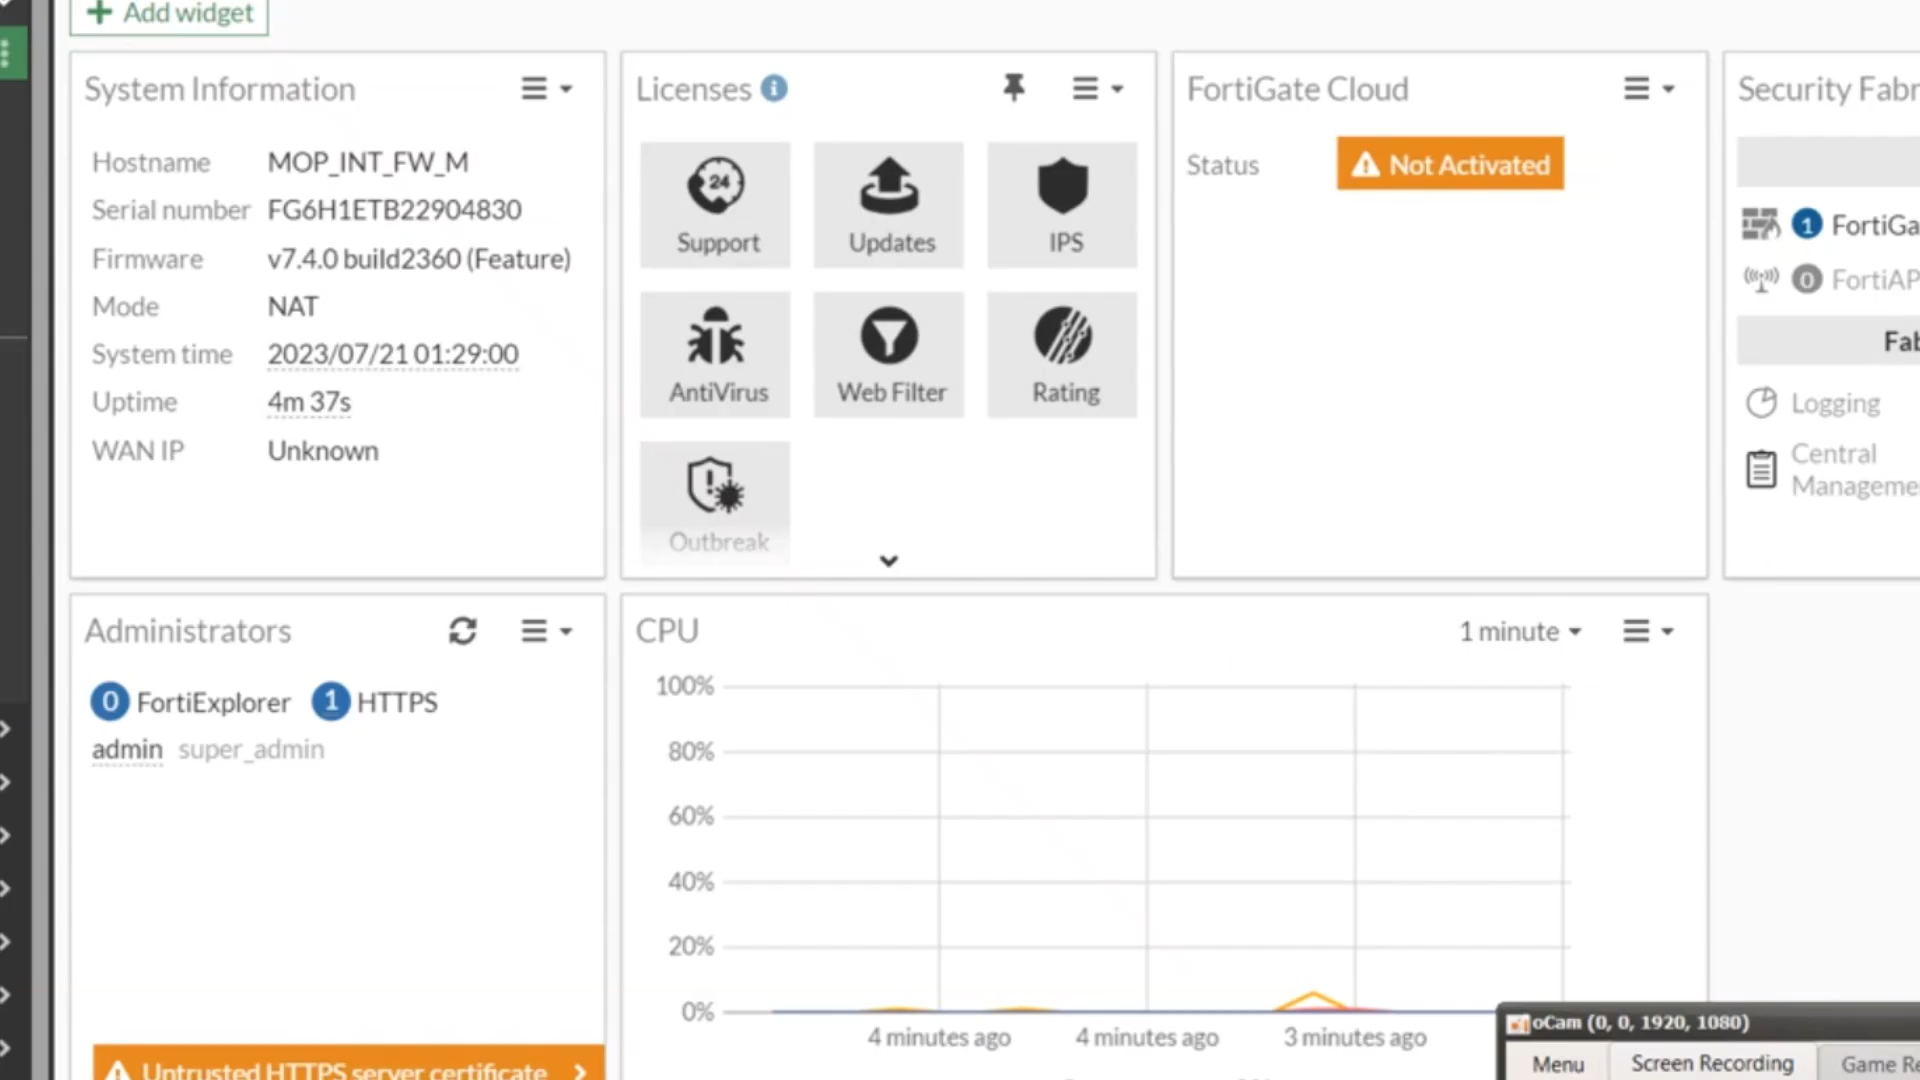 Add widget
System Information
Hostname MOP_INT_FW_M
Serial number FG6H1ETB22904830
Firmware v7.4.0 build2360 (Feature)
Mode NAT
System time 2023/07/21 01:29:00
Uptime 4m 37s
WAN IP Unknown
Licenses
24
Support
Updates
IPS
AntiVirus
Web Filter
Rating
Outbreak
FortiGate Cloud
Status Not Activated
Security Fabr
1 FortiGa
0 FortiAP
Fab
Logging
Central
Manageme
Administrators
0 FortiExplorer 1 HTTPS
admin super_admin
Untrusted HTTPS server certificate
CPU
1 minute
100%
80%
60%
40%
20%
0%
4 minutes ago 4 minutes ago 3 minutes ago
oCam (0, 0, 1920, 1080)
Menu Screen Recording Game Re